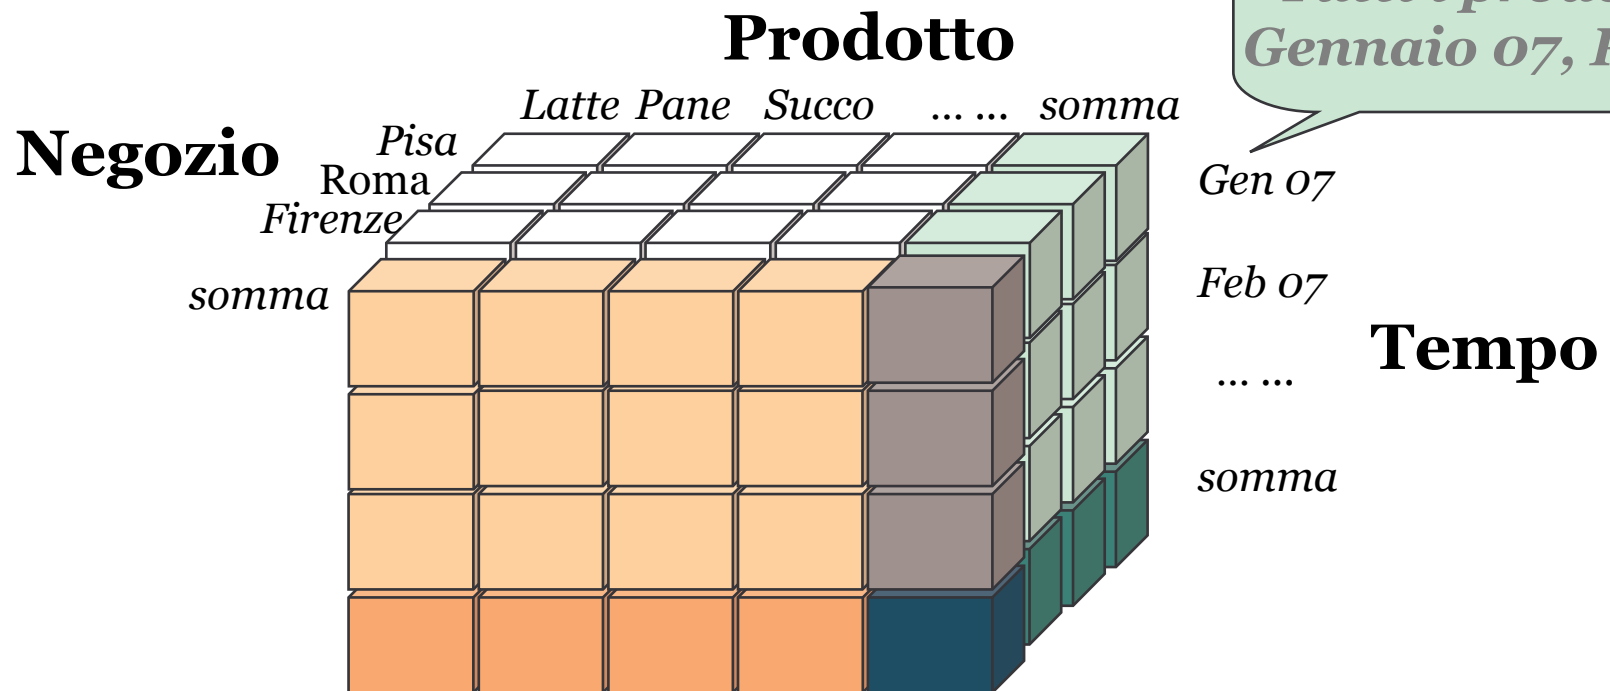 Prodotto
Gennaio 07,
Latte Pane Succo ... ... somma
Negozio
Pisa
Roma
Firenze
somma
Gen 07
Feb 07
Tempo
... ...
somma